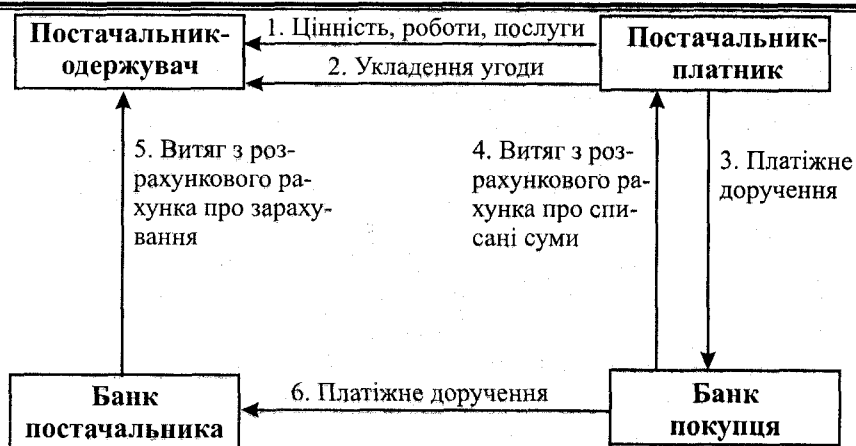 Постачальник-
одержувач
1. Цінність, роботи, послуги
2. Укладення угоди
Постачальник-
платник
5. Витяг з роз-
рахункового ра-
хунка про зараху-
вання
4. Витяг з роз-
рахункового ра-
хунка про спи-
сані суми
3. Платіжне
доручення
Банк
постачальника
6. Платіжне доручення
Банк
покупця